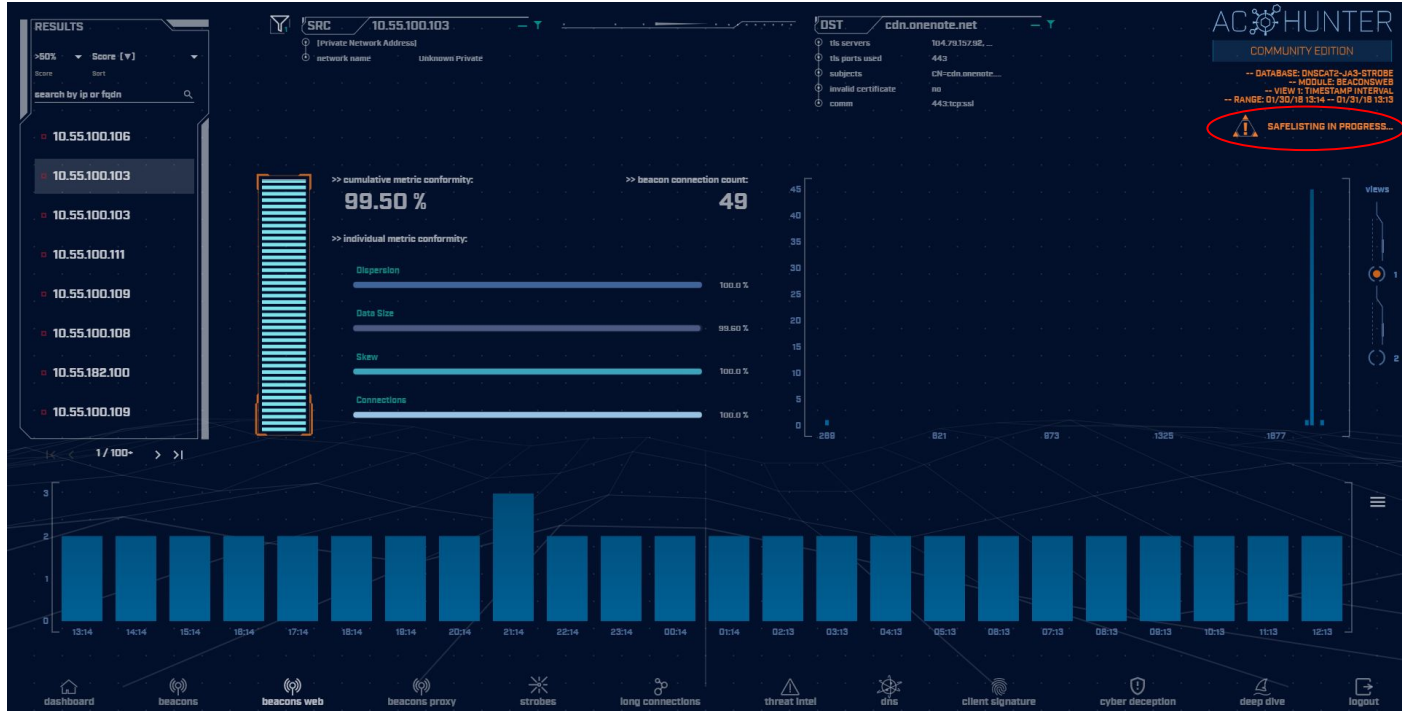 RESULTS
>50% Score [▼]
Score Sort
search by ip or fqdn
10.55.100.106
10.55.100.103
10.55.100.103
10.55.100.111
10.55.100.109
10.55.100.108
10.55.182.100
10.55.100.109
1 / 100+
1
SRC 10.55.100.103
[Private Network Address]
network name Unknown Private
DST cdn.onenote.net
tls servers 104.79.157.92, ...
tls ports used 443
subjects CN=cdn.onenote....
invalid certificate no
comm 443:tcp:ssl
AC HUNTER
COMMUNITY EDITION
-- DATABASE: DNSCAT2-JA3-STROBE
-- MODULE: BEACONSWEB
-- VIEW 1: TIMESTAMP INTERVAL
-- RANGE: 01/30/18 13:14 -- 01/31/18 13:13
SAFELISTING IN PROGRESS...
>> cumulative metric conformity:
99.50 %
>> beacon connection count:
49
>> individual metric conformity:
Dispersion
100.0 %
Data Size
99.60 %
Skew
100.0 %
Connections
100.0 %
45
40
35
30
25
20
15
10
5
0
269 621 973 1325 1677
views
1
2
3
2
1
0
13:14 14:14 15:14 16:14 17:14 18:14 19:14 20:14 21:14 22:14 23:14 00:14 01:14 02:13 03:13 04:13 05:13 06:13 07:13 08:13 09:13 10:13 11:13 12:13
dashboard beacons beacons web beacons proxy strobes long connections threat intel dns client signature cyber deception deep dive logout